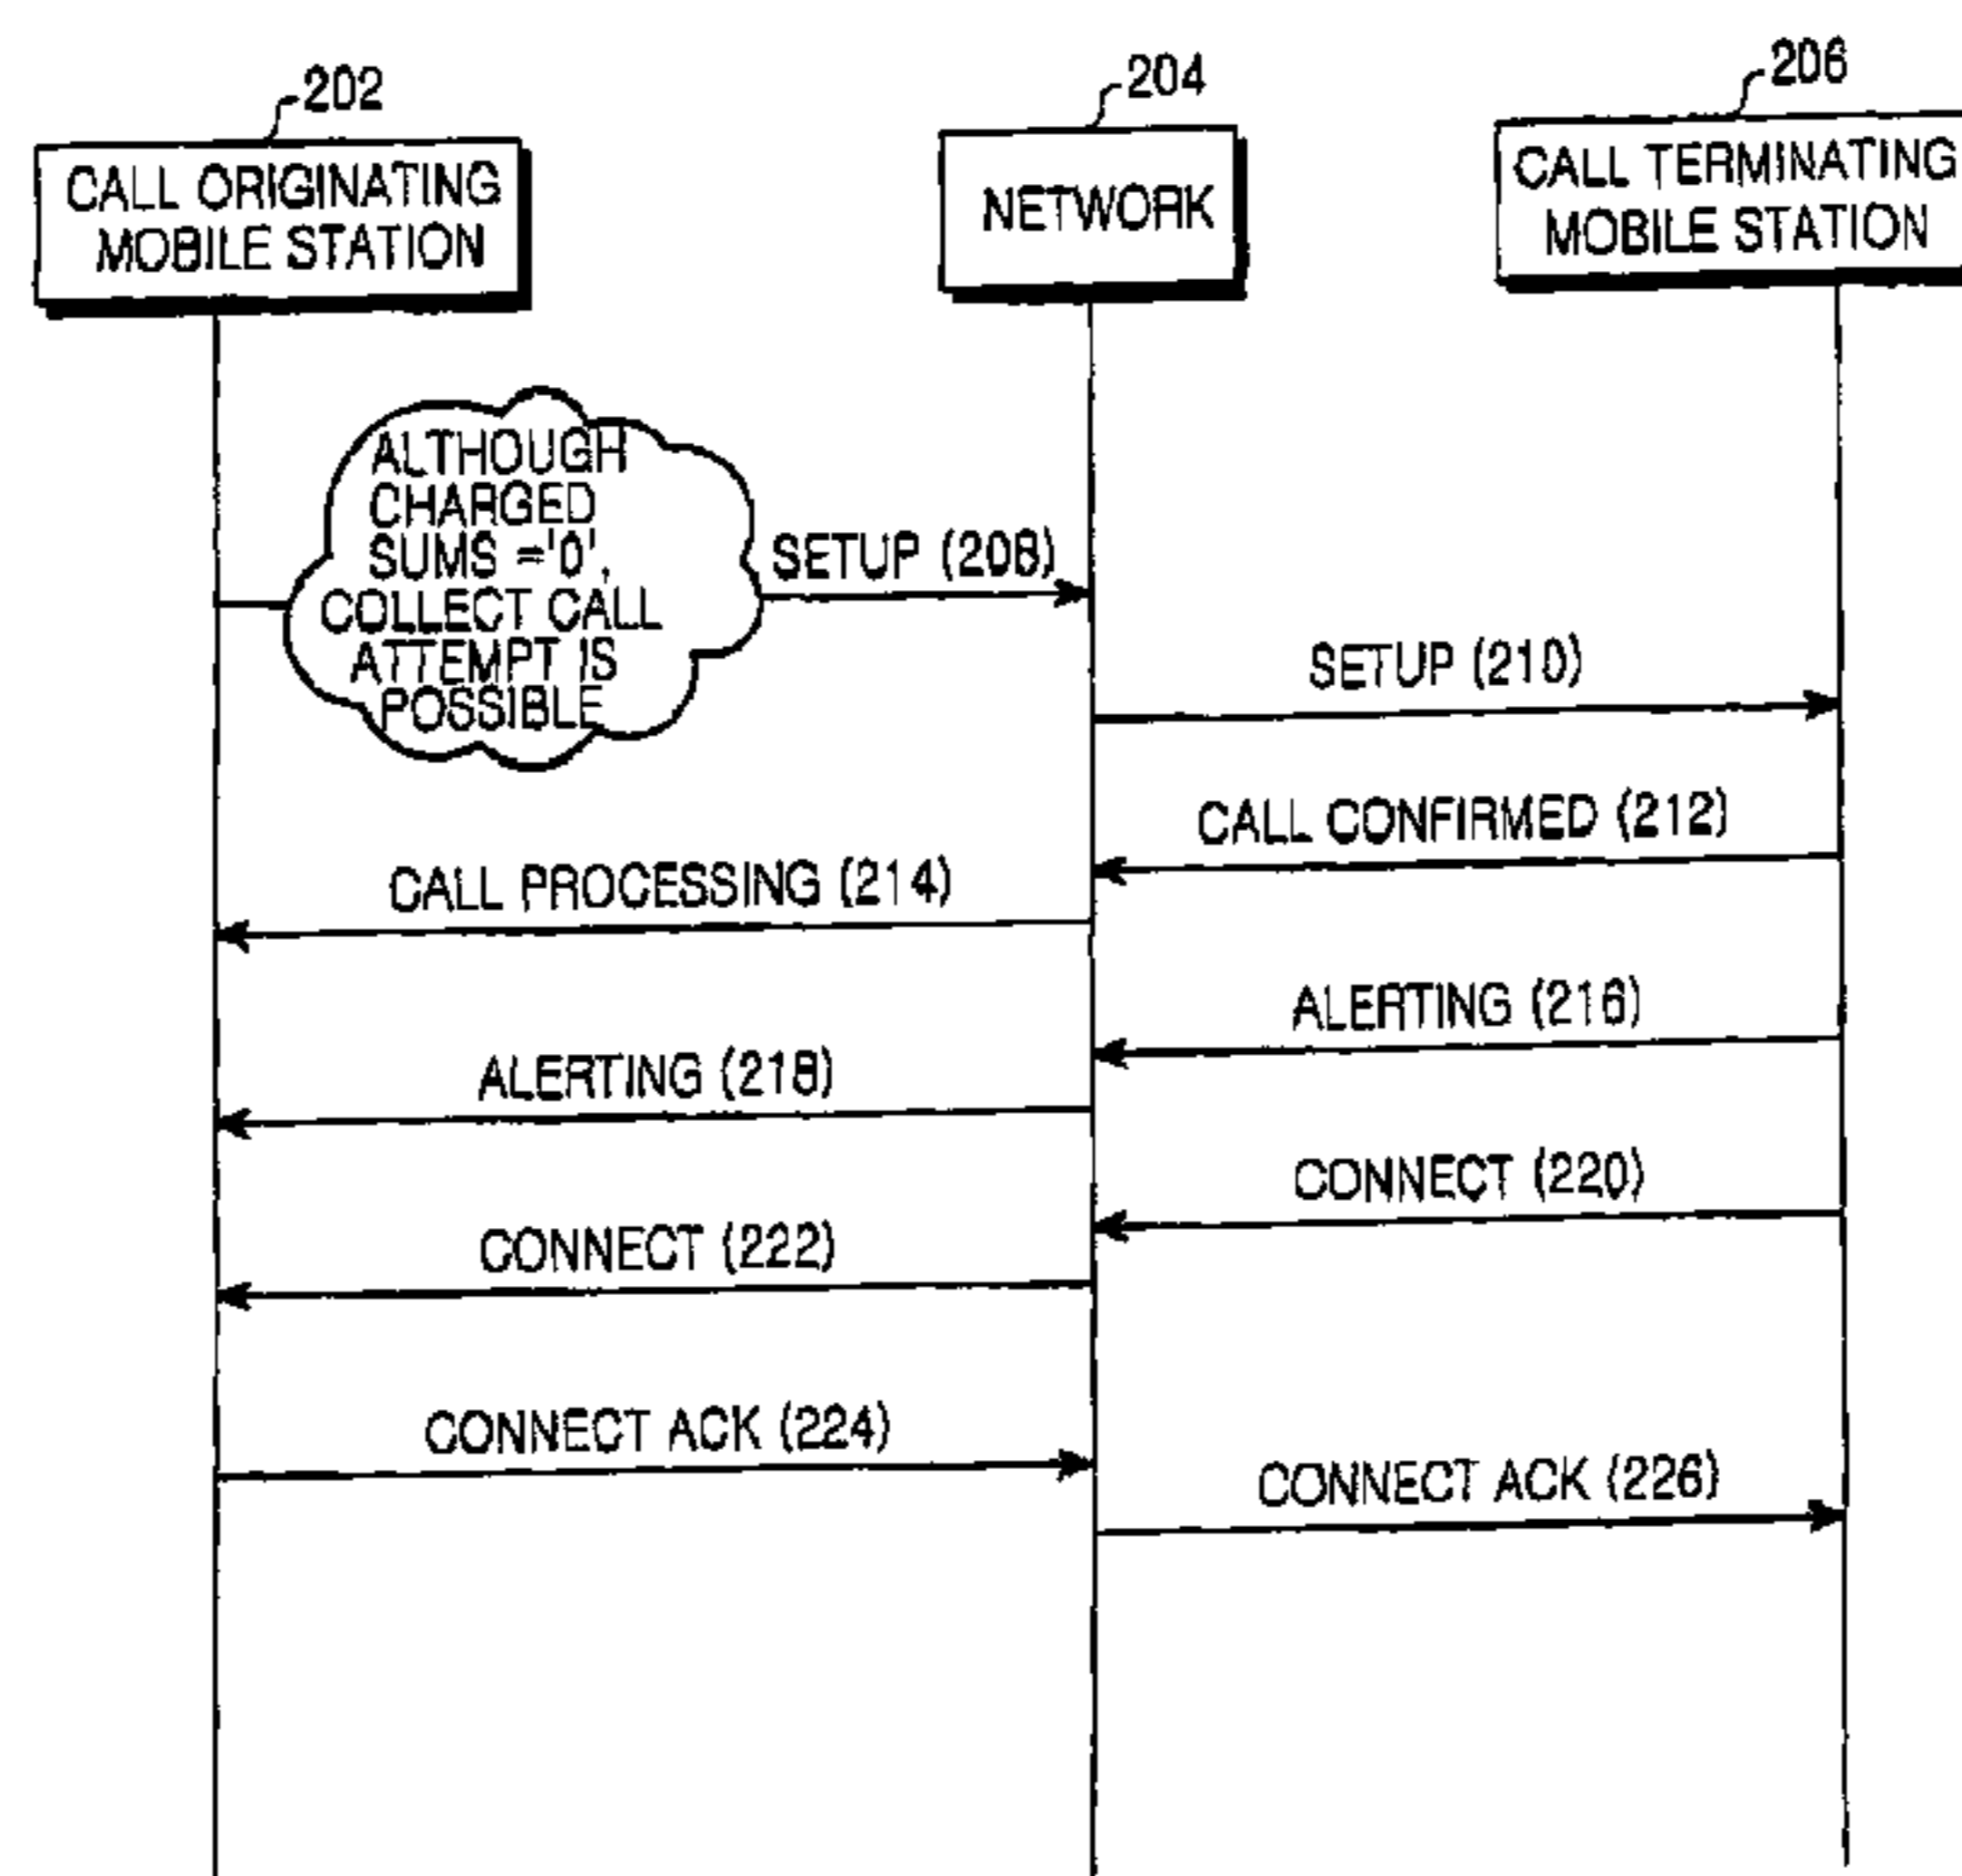 202
204
206
CALL ORIGINATING
MOBILE STATION
NETWORK
CALL TERMINATING
MOBILE STATION
ALTHOUGH
CHARGED
SUMS ='0',
COLLECT CALL
ATTEMPT IS
POSSIBLE
SETUP (208)
SETUP (210)
CALL CONFIRMED (212)
CALL PROCESSING (214)
ALERTING (216)
ALERTING (218)
CONNECT (220)
CONNECT (222)
CONNECT ACK (224)
CONNECT ACK (226)